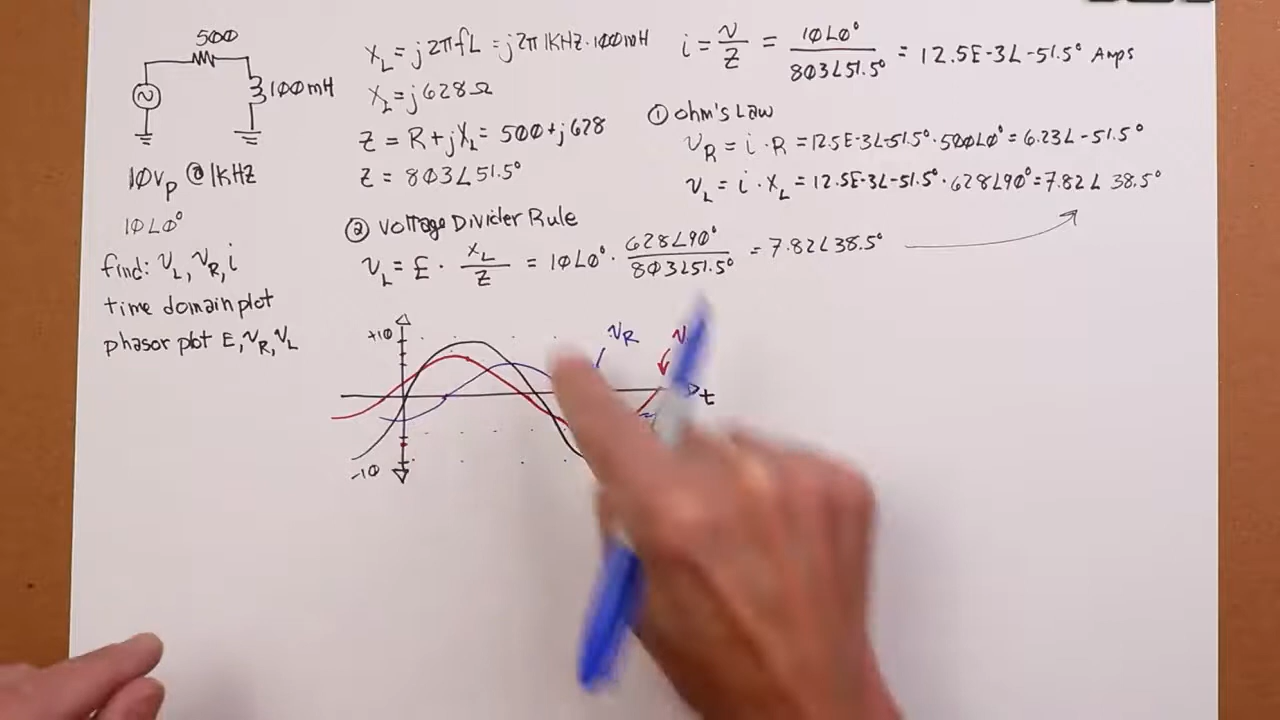 500
100mH
10Vp @ 1KHz
10∠0°
find: VL, VR, i
time domain plot
phasor plot E, VR, VL
XL = j2πfL = j2π 1KHz·100mH
XL = j628Ω
Z = R + jXL = 500 + j628
Z = 803∠51.5°
i = v/Z = 10∠0°/803∠51.5° = 12.5E-3∠-51.5° Amps
① Ohm's Law
VR = i · R = 12.5E-3∠-51.5° · 500∠0° = 6.23∠-51.5°
VL = i · XL = 12.5E-3∠-51.5° · 628∠90° = 7.82∠38.5°
② Voltage Divider Rule
VL = E · XL/Z = 10∠0° · 628∠90°/803∠51.5° = 7.82∠38.5°
+10
VR
t
-10